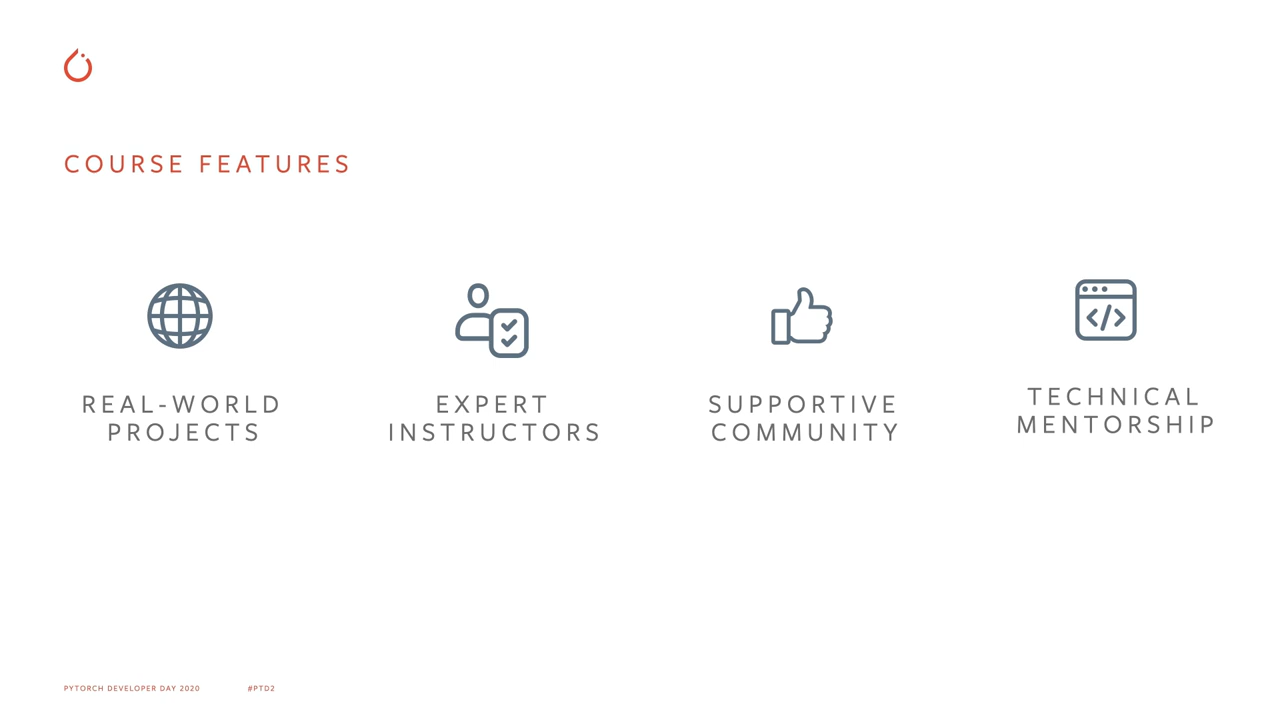 COURSE FEATURES
REAL-WORLD
PROJECTS
EXPERT
INSTRUCTORS
SUPPORTIVE
COMMUNITY
TECHNICAL
MENTORSHIP
PYTORCH DEVELOPER DAY 2020
#PTD2